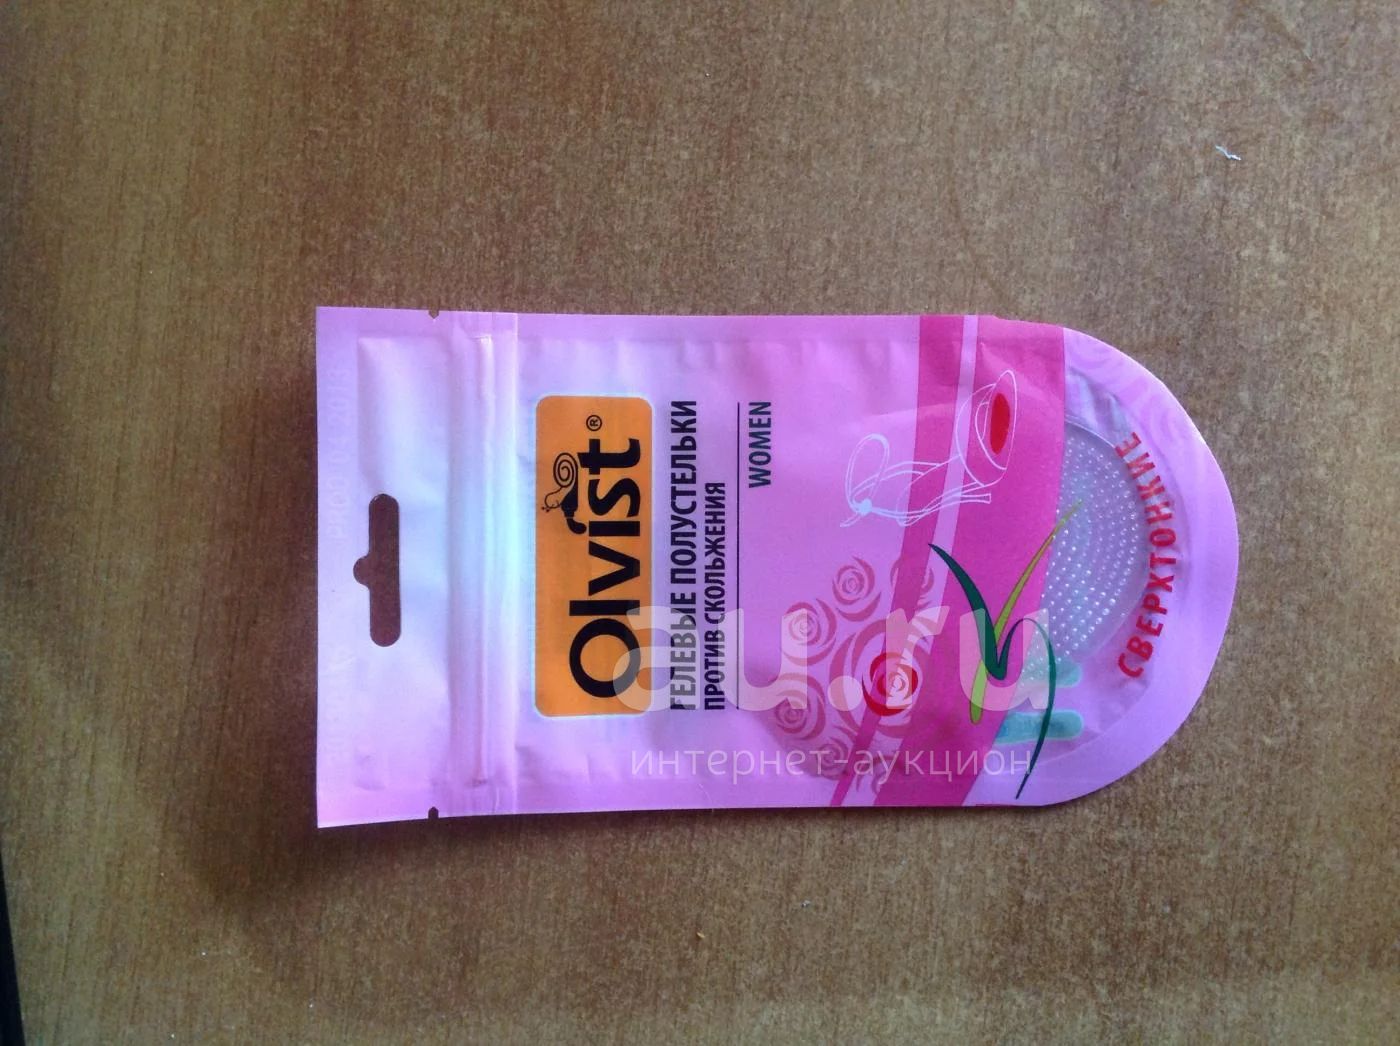 Olvist®
ГЕЛЕВЫЕ ПОЛУСТЕЛЬКИ
ПРОТИВ СКОЛЬЖЕНИЯ
WOMEN
СВЕРХТОНКИЕ
au.ru
интернет-аукцион